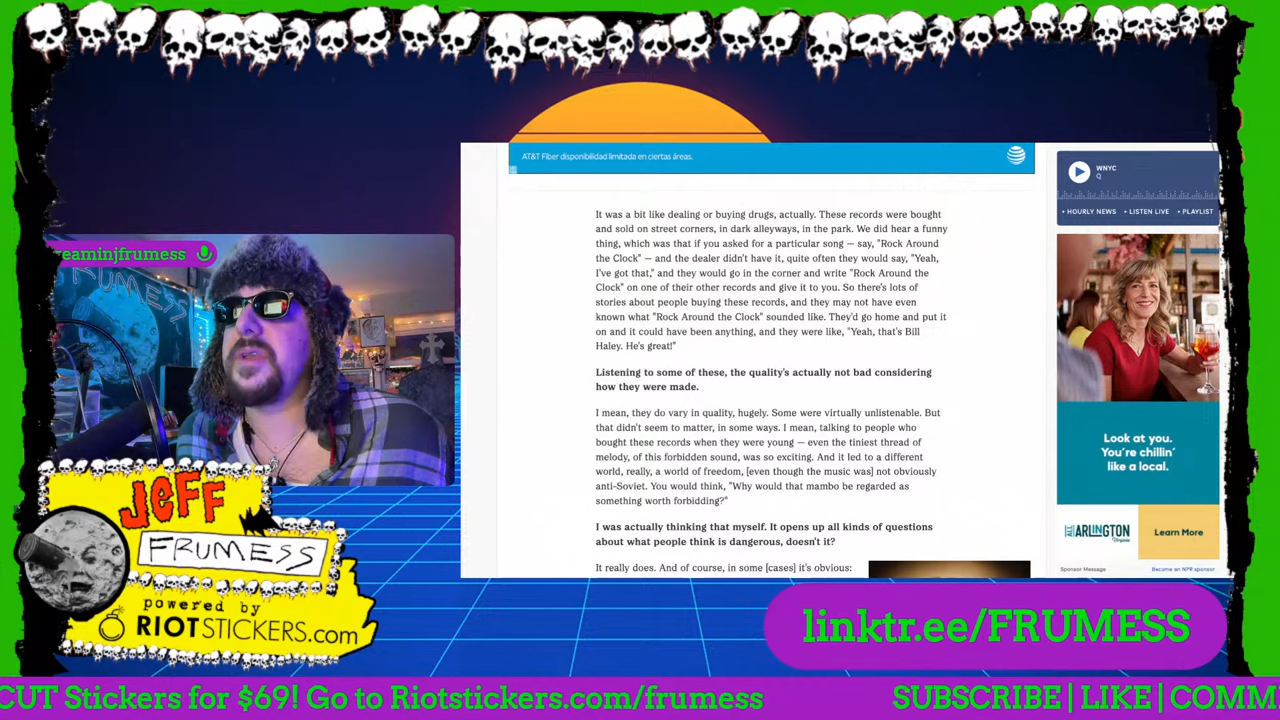 AT&T Fiber disponibilidad limitada en ciertas áreas.
WNYC
Q
• HOURLY NEWS • LISTEN LIVE • PLAYLIST
It was a bit like dealing or buying drugs, actually. These records were bought
and sold on street corners, in dark alleyways, in the park. We did hear a funny
thing, which was that if you asked for a particular song — say, "Rock Around
the Clock" — and the dealer didn't have it, quite often they would say, "Yeah,
I've got that," and they would go in the corner and write "Rock Around the
Clock" on one of their other records and give it to you. So there's lots of
stories about people buying these records, and they may not have even
known what "Rock Around the Clock" sounded like. They'd go home and put it
on and it could have been anything, and they were like, "Yeah, that's Bill
Haley. He's great!"
Listening to some of these, the quality's actually not bad considering
how they were made.
I mean, they do vary in quality, hugely. Some were virtually unlistenable. But
that didn't seem to matter, in some ways. I mean, talking to people who
bought these records when they were young — even the tiniest thread of
melody, of this forbidden sound, was so exciting. And it led to a different
world, really, a world of freedom, [even though the music was] not obviously
anti-Soviet. You would think, "Why would that mambo be regarded as
something worth forbidding?"
I was actually thinking that myself. It opens up all kinds of questions
about what people think is dangerous, doesn't it?
It really does. And of course, in some [cases] it's obvious:
Look at you.
You're chillin'
like a local.
ARLINGTON
Virginia
Learn More
Sponsor Message
Become an NPR sponsor
eaminjfrumess
FRUMESS
JEFF
FRUMESS
powered by
RIOTSTICKERS.com
linktr.ee/FRUMESS
CUT Stickers for $69! Go to Riotstickers.com/frumess
SUBSCRIBE | LIKE | COMM